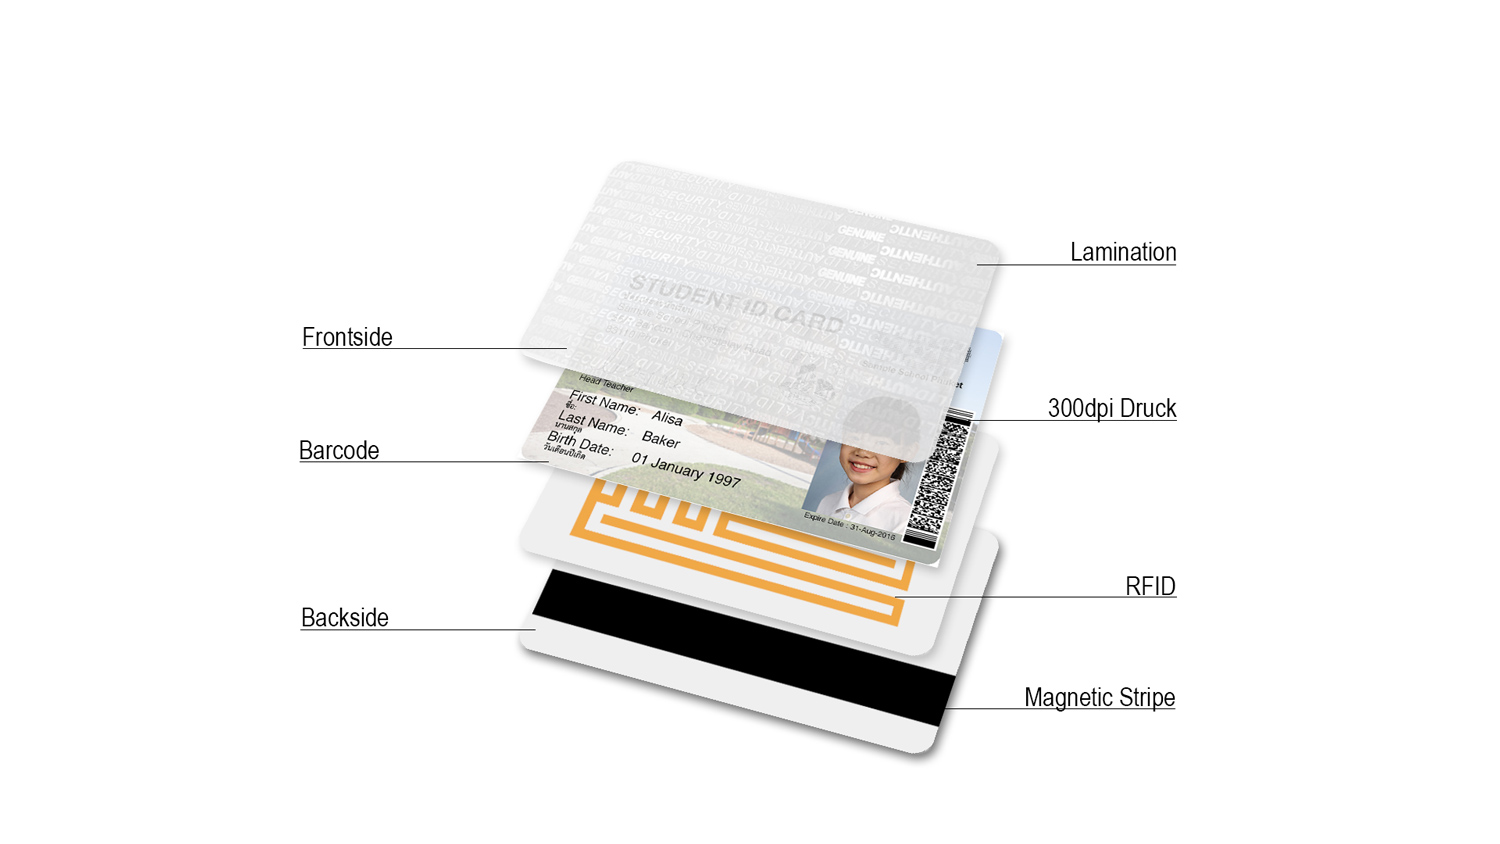 Lamination
Frontside
300dpi Druck
Barcode
RFID
Backside
Magnetic Stripe
SECURITY VALID AUTHENTIC GENUINE
STUDENT ID CARD
Head Teacher
First Name: Alisa
ชื่อ:
Last Name: Baker
นามสกุล
Birth Date: 01 January 1997
วันเดือนปีเกิด
Expire Date : 31-Aug-2016